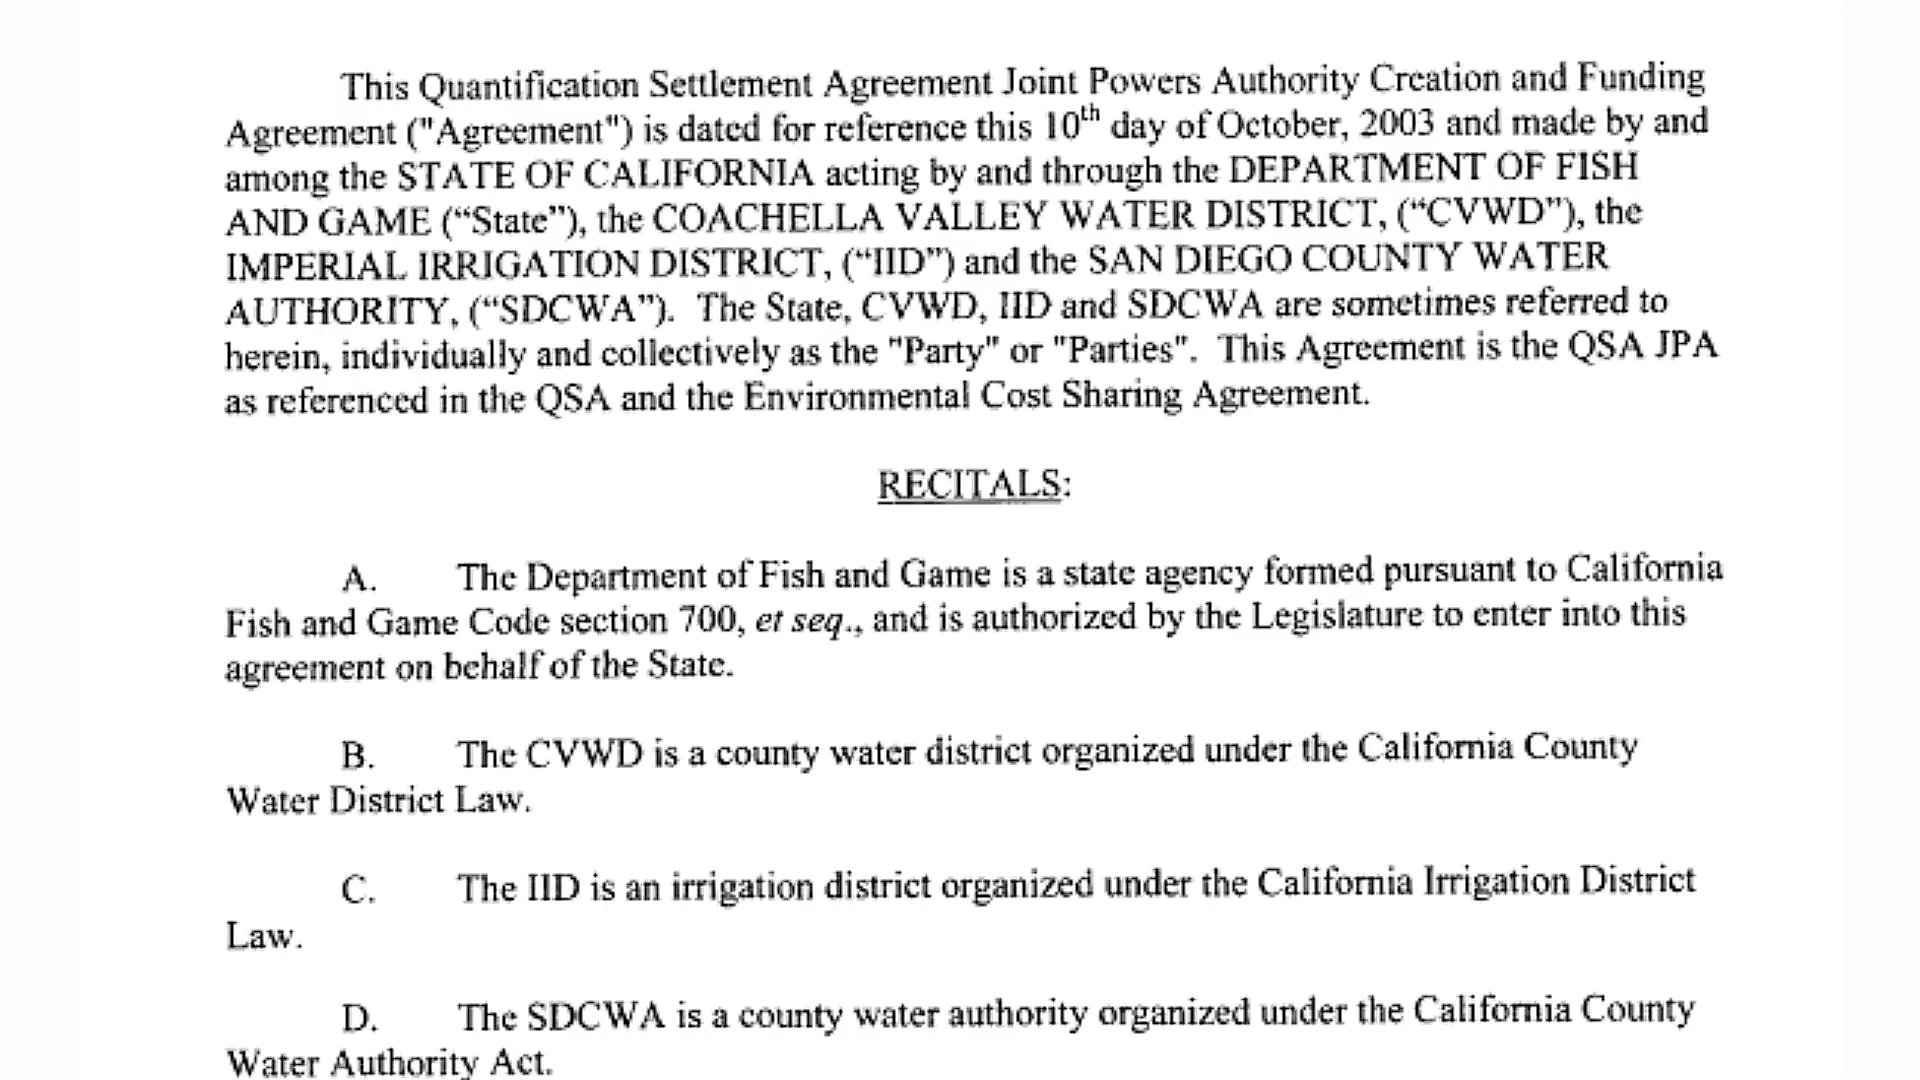 This Quantification Settlement Agreement Joint Powers Authority Creation and Funding
Agreement ("Agreement") is dated for reference this 10th day of October, 2003 and made by and
among the STATE OF CALIFORNIA acting by and through the DEPARTMENT OF FISH
AND GAME (“State”), the COACHELLA VALLEY WATER DISTRICT, (“CVWD”), the
IMPERIAL IRRIGATION DISTRICT, (“IID”) and the SAN DIEGO COUNTY WATER
AUTHORITY, (“SDCWA”). The State, CVWD, IID and SDCWA are sometimes referred to
herein, individually and collectively as the "Party" or "Parties". This Agreement is the QSA JPA
as referenced in the QSA and the Environmental Cost Sharing Agreement.
RECITALS:
A. The Department of Fish and Game is a state agency formed pursuant to California
Fish and Game Code section 700, et seq., and is authorized by the Legislature to enter into this
agreement on behalf of the State.
B. The CVWD is a county water district organized under the California County
Water District Law.
C. The IID is an irrigation district organized under the California Irrigation District
Law.
D. The SDCWA is a county water authority organized under the California County
Water Authority Act.